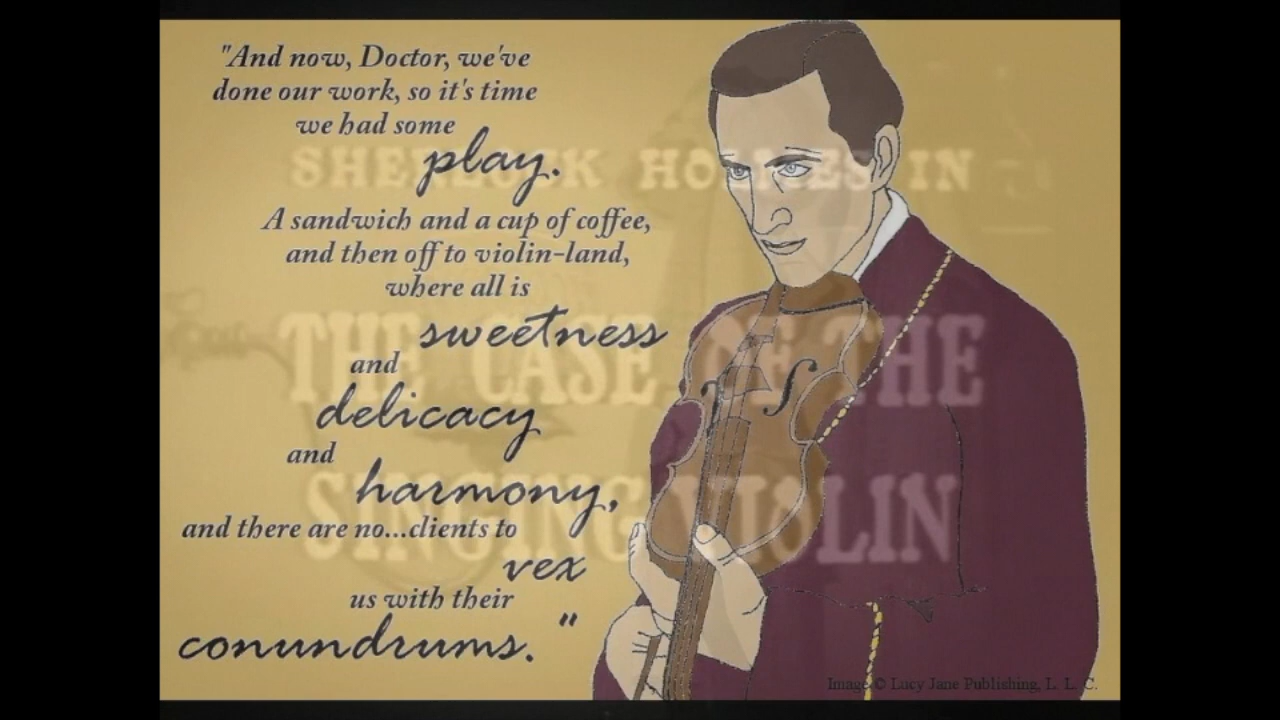 "And now, Doctor, we've
done our work, so it's time
we had some
play.
SHERLOCK HOLMES IN
A sandwich and a cup of coffee,
and then off to violin-land,
where all is
sweetness
THE CASE OF THE
and
delicacy
and
harmony,
SINGING VIOLIN
and there are no...clients to
vex
us with their
conundrums."
Image © Lucy Jane Publishing, L. L. C.